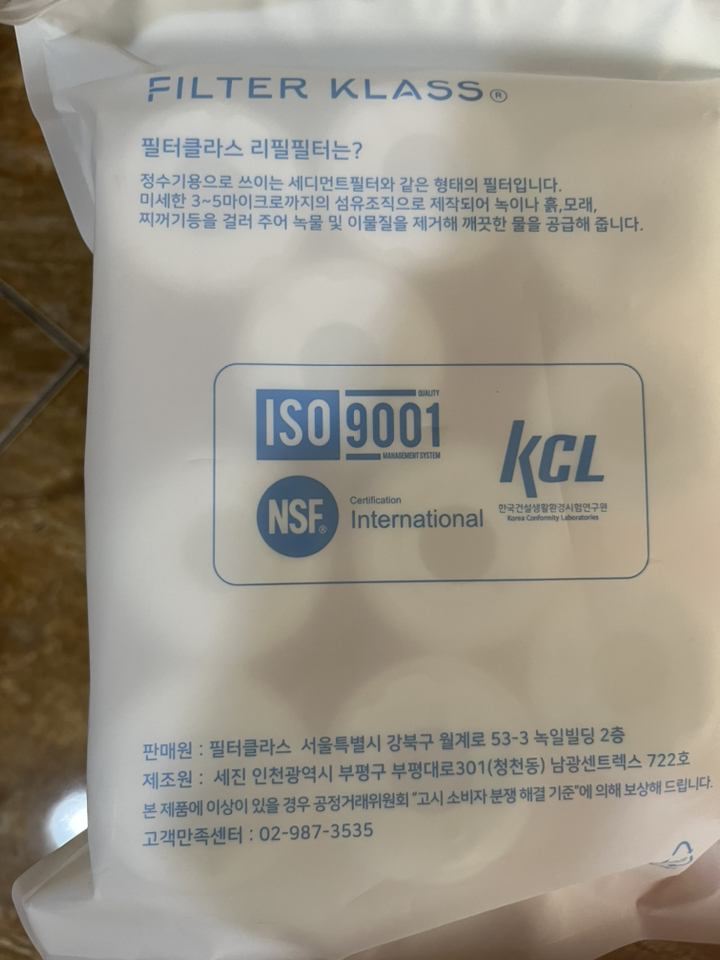 FILTER KLASS®
필터클라스 리필필터는?
정수기용으로 쓰이는 세디먼트필터와 같은 형태의 필터입니다.
미세한 3~5마이크로까지의 섬유조직으로 제작되어 녹이나 흙,모래,
찌꺼기등을 걸러 주어 녹물 및 이물질을 제거해 깨끗한 물을 공급해 줍니다.
ISO 9001
QUALITY
MANAGEMENT SYSTEM
NSF®
Certification
International
KCL
한국건설생활환경시험연구원
Korea Conformity Laboratories
판매원 : 필터클라스 서울특별시 강북구 월계로 53-3 녹일빌딩 2층
제조원 : 세진 인천광역시 부평구 부평대로301(청천동) 남광센트렉스 722호
본 제품에 이상이 있을 경우 공정거래위원회 "고시 소비자 분쟁 해결 기준"에 의해 보상해 드립니다.
고객만족센터 : 02-987-3535